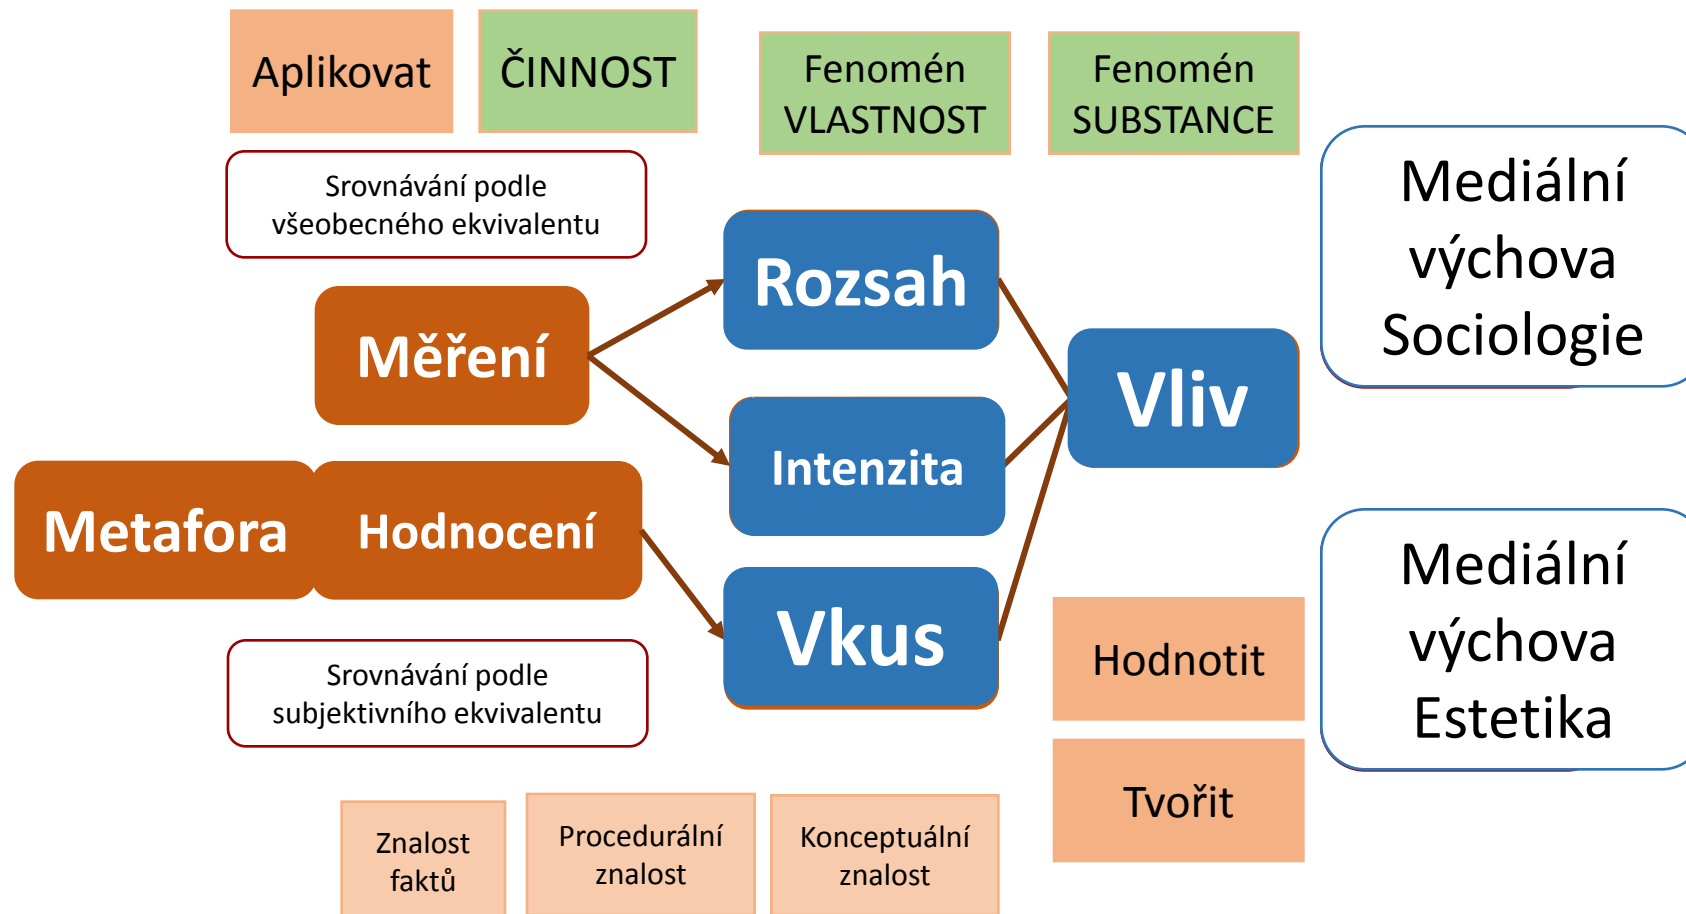 Aplikovat
ČINNOST
Fenomén
VLASTNOST
Fenomén
SUBSTANCE
Mediální
výchova
Sociologie
Srovnávání podle
všeobecného ekvivalentu
Rozsah
Měření
Vliv
Intenzita
Metafora
Hodnocení
Vkus
Mediální
výchova
Estetika
Srovnávání podle
subjektivního ekvivalentu
Hodnotit
Tvořit
Znalost
faktů
Procedurální
znalost
Konceptuální
znalost